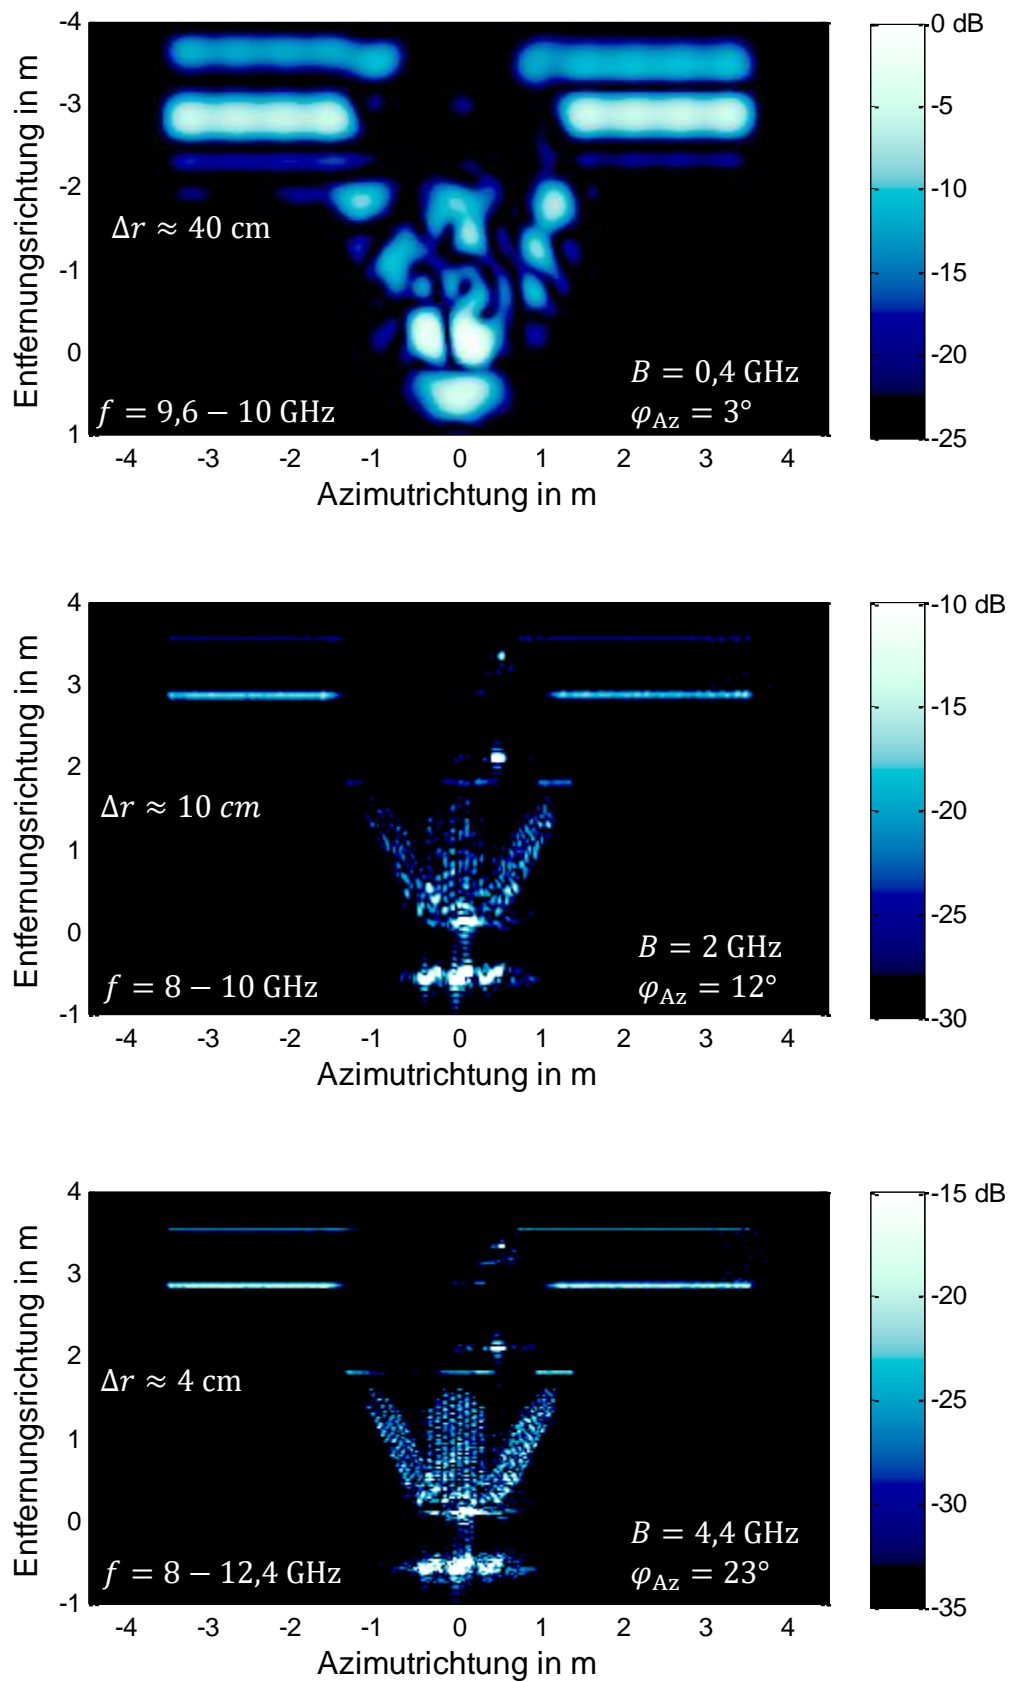 -4
-3
-2
-1
0
1
Entfernungsrichtung in m
Δr ≈ 40 cm
f = 9,6 − 10 GHz
B = 0,4 GHz
φAz = 3°
-4 -3 -2 -1 0 1 2 3 4
Azimutrichtung in m
0 dB
-5
-10
-15
-20
-25
4
3
2
1
0
-1
Entfernungsrichtung in m
Δr ≈ 10 cm
f = 8 − 10 GHz
B = 2 GHz
φAz = 12°
-4 -3 -2 -1 0 1 2 3 4
Azimutrichtung in m
-10 dB
-15
-20
-25
-30
4
3
2
1
0
-1
Entfernungsrichtung in m
Δr ≈ 4 cm
f = 8 − 12,4 GHz
B = 4,4 GHz
φAz = 23°
-4 -3 -2 -1 0 1 2 3 4
Azimutrichtung in m
-15 dB
-20
-25
-30
-35